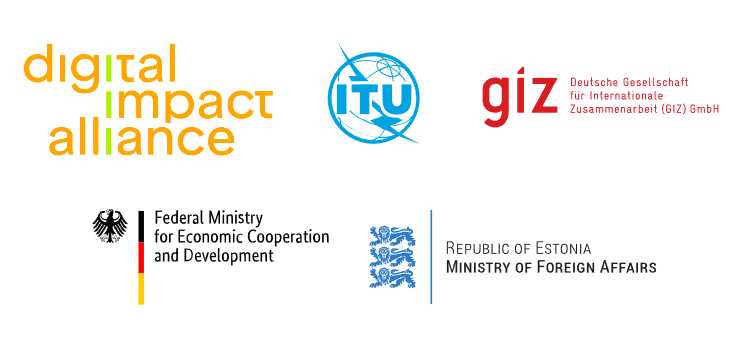 digital
impact
alliance
ITU
giz
Deutsche Gesellschaft
für Internationale
Zusammenarbeit (GIZ) GmbH
Federal Ministry
for Economic Cooperation
and Development
REPUBLIC OF ESTONIA
MINISTRY OF FOREIGN AFFAIRS